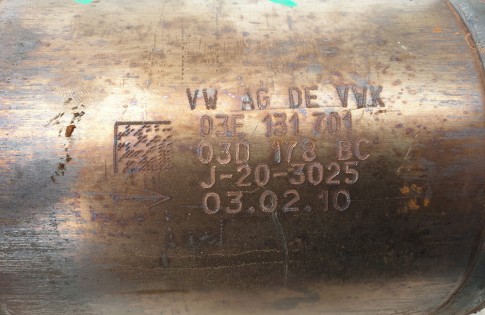 VW AG DE VVX
03E 131 701
03D 178 BC
J-20-3025
03.02.10